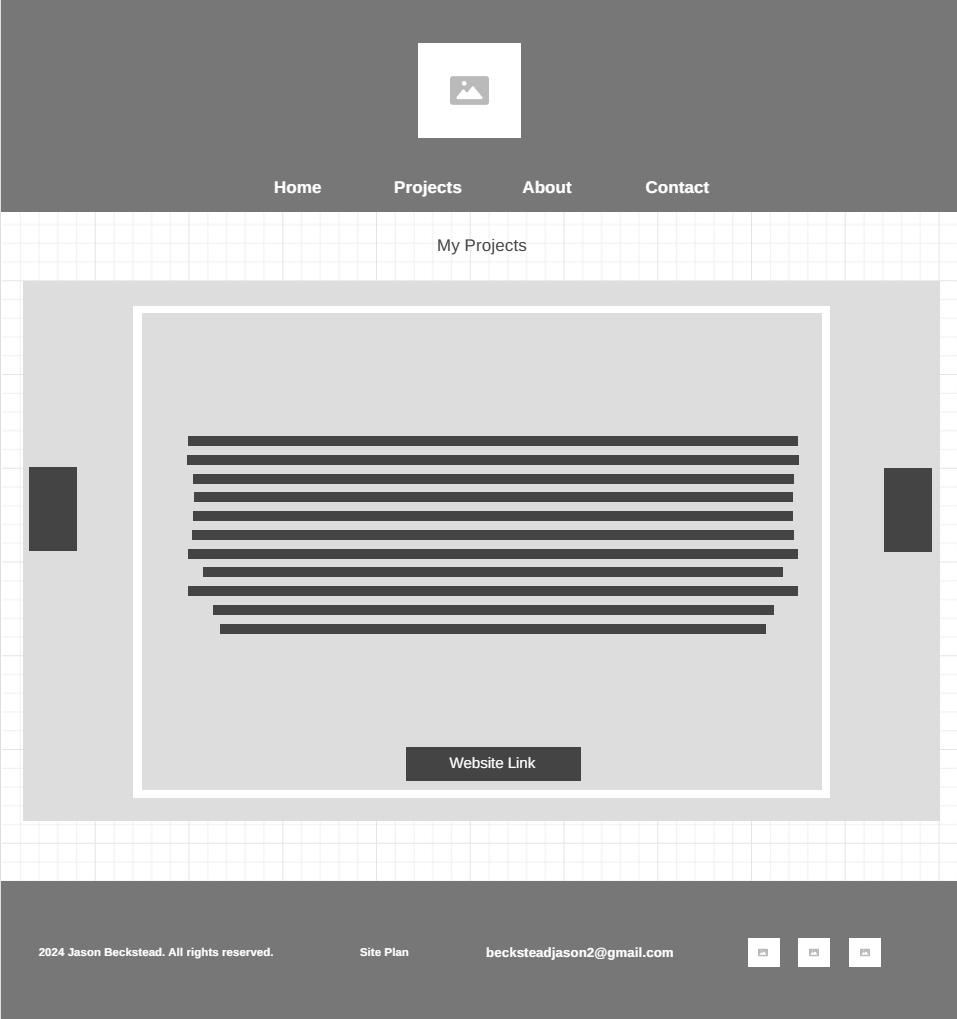 Home Projects About Contact
My Projects
Website Link
2024 Jason Beckstead. All rights reserved. Site Plan becksteadjason2@gmail.com